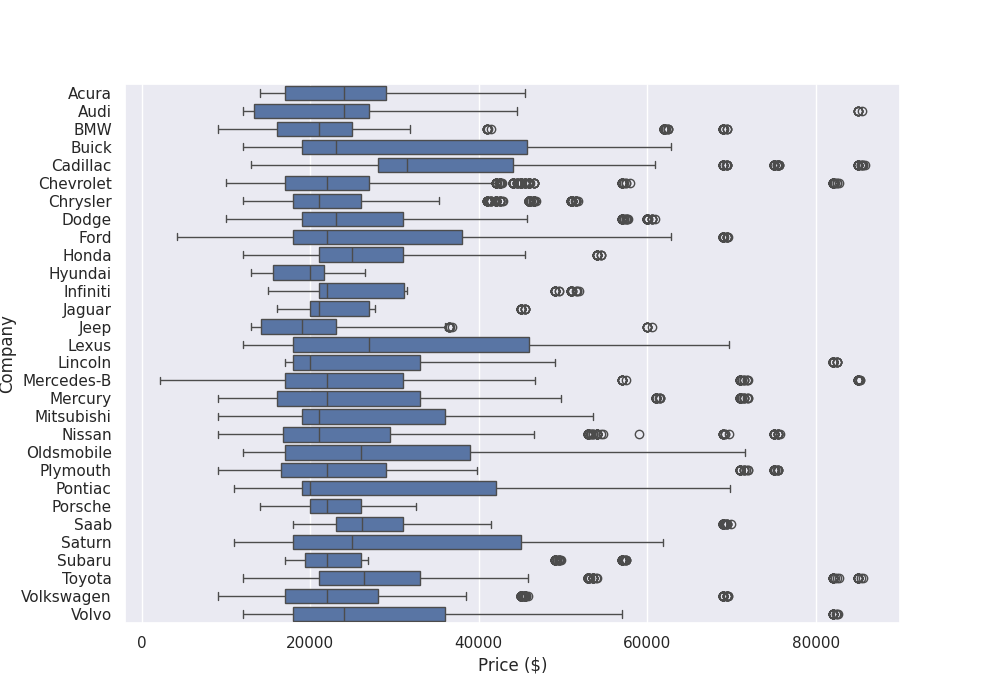 Acura
Audi
BMW
Buick
Cadillac
Chevrolet
Chrysler
Dodge
Ford
Honda
Hyundai
Infiniti
Jaguar
Jeep
Lexus
Lincoln
Mercedes-B
Mercury
Mitsubishi
Nissan
Oldsmobile
Plymouth
Pontiac
Porsche
Saab
Saturn
Subaru
Toyota
Volkswagen
Volvo
Company
0 20000 40000 60000 80000
Price ($)